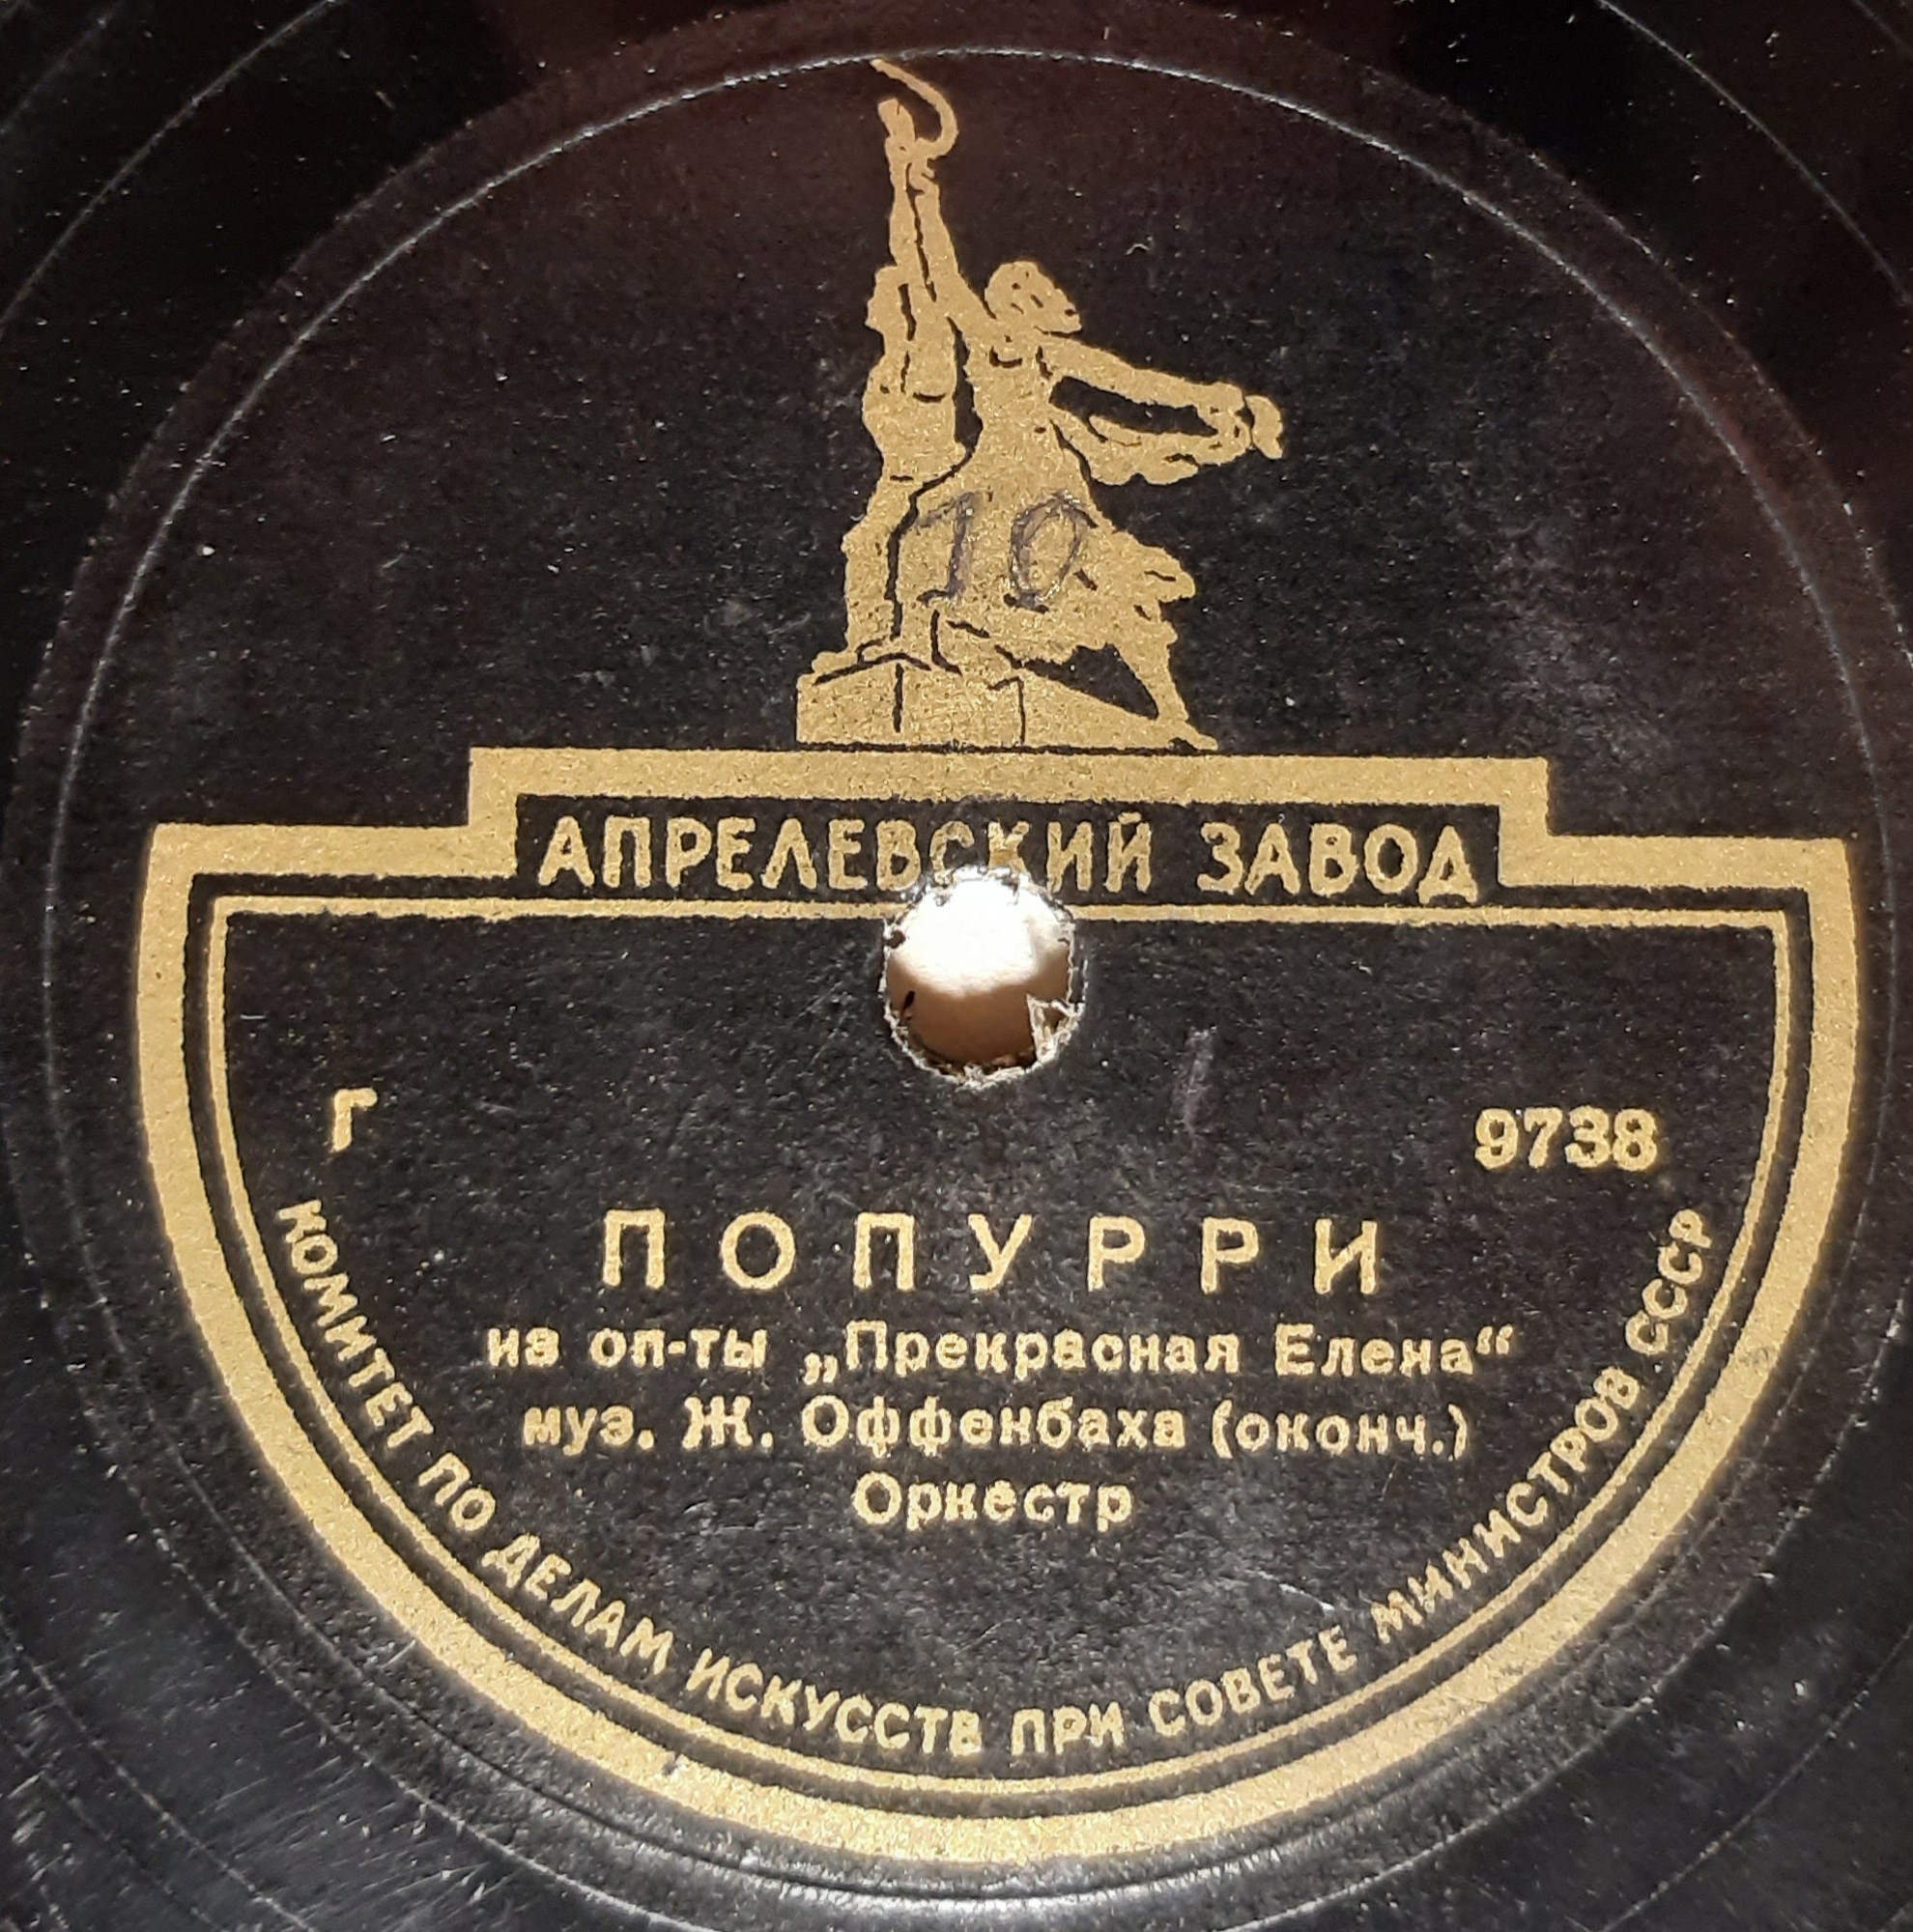 10
АПРЕЛЕВСКИЙ ЗАВОД
Г 9738
ПОПУРРИ
из оп-ты „Прекрасная Елена“
муз. Ж. Оффенбаха (оконч.)
Оркестр
КОМИТЕТ ПО ДЕЛАМ ИСКУССТВ ПРИ СОВЕТЕ МИНИСТРОВ СССР